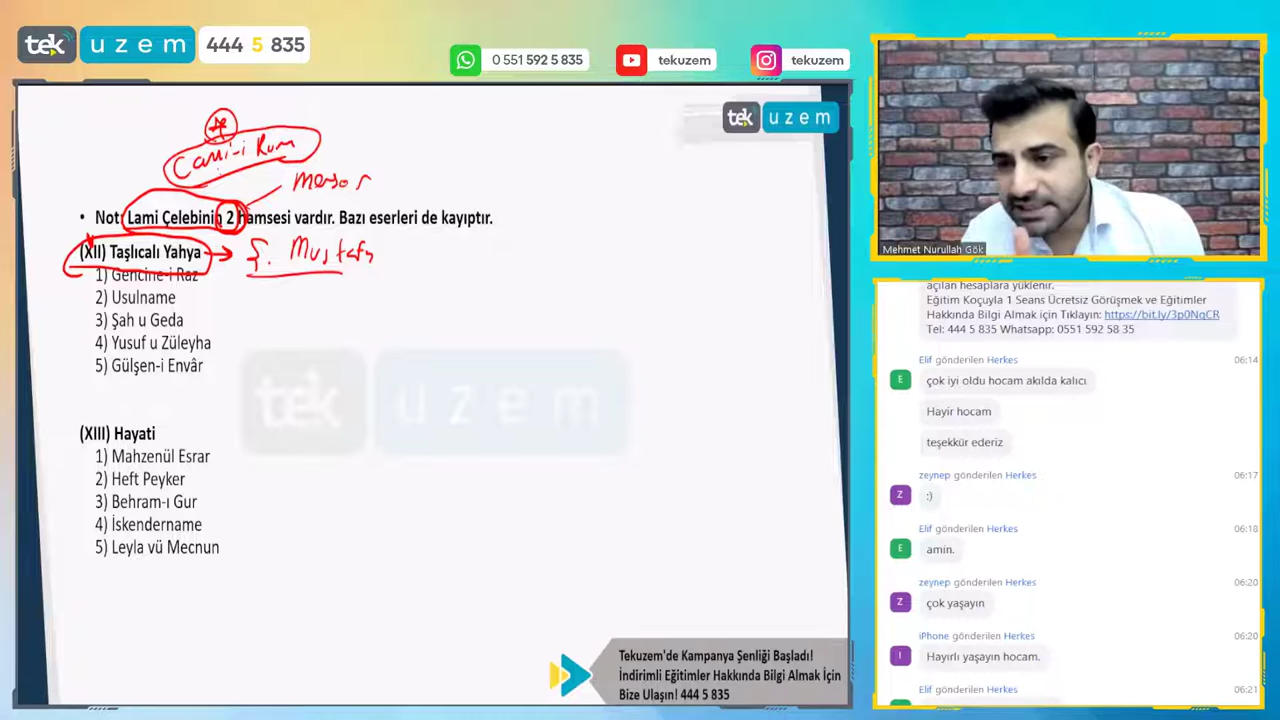 tek uzem 444 5 835
0 551 592 5 835
tekuzem
tekuzem
tek uzem
Cami-i Rum
• Not: Lami Çelebinin 2 hamsesi vardır. Bazı eserleri de kayıptır.
(XII) Taşlıcalı Yahya → Ş. Mustafa
1) Gencine-i Raz
2) Usulname
3) Şah u Geda
4) Yusuf u Züleyha
5) Gülşen-i Envâr
tek uzem
(XIII) Hayati
1) Mahzenül Esrar
2) Heft Peyker
3) Behram-ı Gur
4) İskendername
5) Leyla vü Mecnun
Tekuzem'de Kampanya Şenliği Başladı!
İndirimli Eğitimler Hakkında Bilgi Almak İçin
Bize Ulaşın! 444 5 835
Mehmet Nurullah Gök
açılan hesaplara yüklenir.
Eğitim Koçuyla 1 Seans Ücretsiz Görüşmek ve Eğitimler
Hakkında Bilgi Almak için Tıklayın: https://bit.ly/3p0NqCR
Tel: 444 5 835 Whatsapp: 0551 592 58 35
Elif gönderilen Herkes 06:14
E çok iyi oldu hocam akılda kalıcı
Hayir hocam
teşekkür ederiz
zeynep gönderilen Herkes 06:17
Z :)
Elif gönderilen Herkes 06:18
E amin.
zeynep gönderilen Herkes 06:20
Z çok yaşayın
iPhone gönderilen Herkes 06:20
I Hayırlı yaşayın hocam.
Elif gönderilen Herkes 06:21